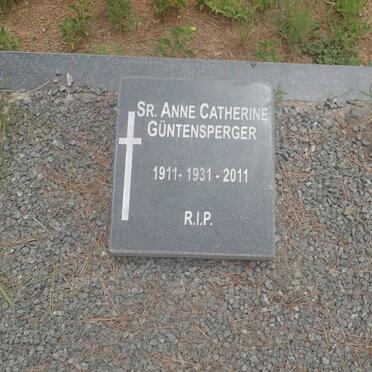 SR. ANNE CATHERINE
GÜNTENSPERGER
1911- 1931 - 2011
R.I.P.